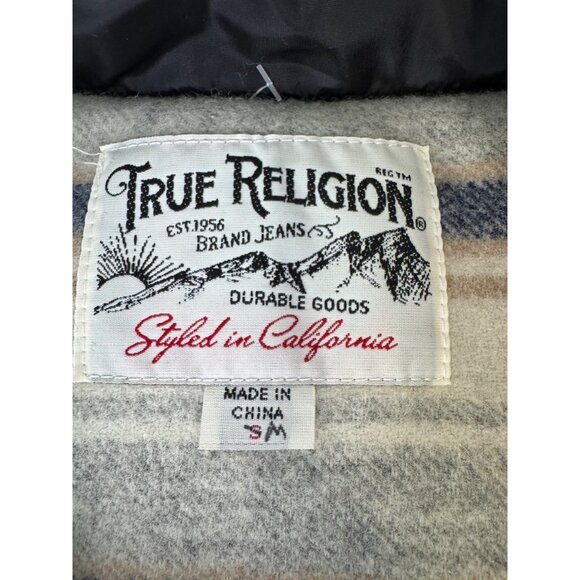 REG TM
TRUE RELIGION®
EST.1956
BRAND JEANS
DURABLE GOODS
Styled in California
MADE IN
CHINA
S M